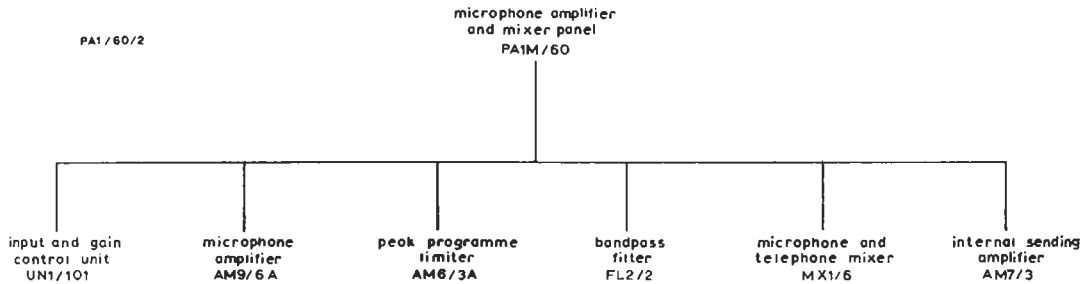 microphone amplifier
and mixer panel
PA1M/60
PA1/60/2
input and gain
control unit
UN1/101
microphone
amplifier
AM9/6A
peak programme
limiter
AM6/3A
bandpass
filter
FL2/2
microphone and
telephone mixer
MX1/6
internal sending
amplifier
AM7/3